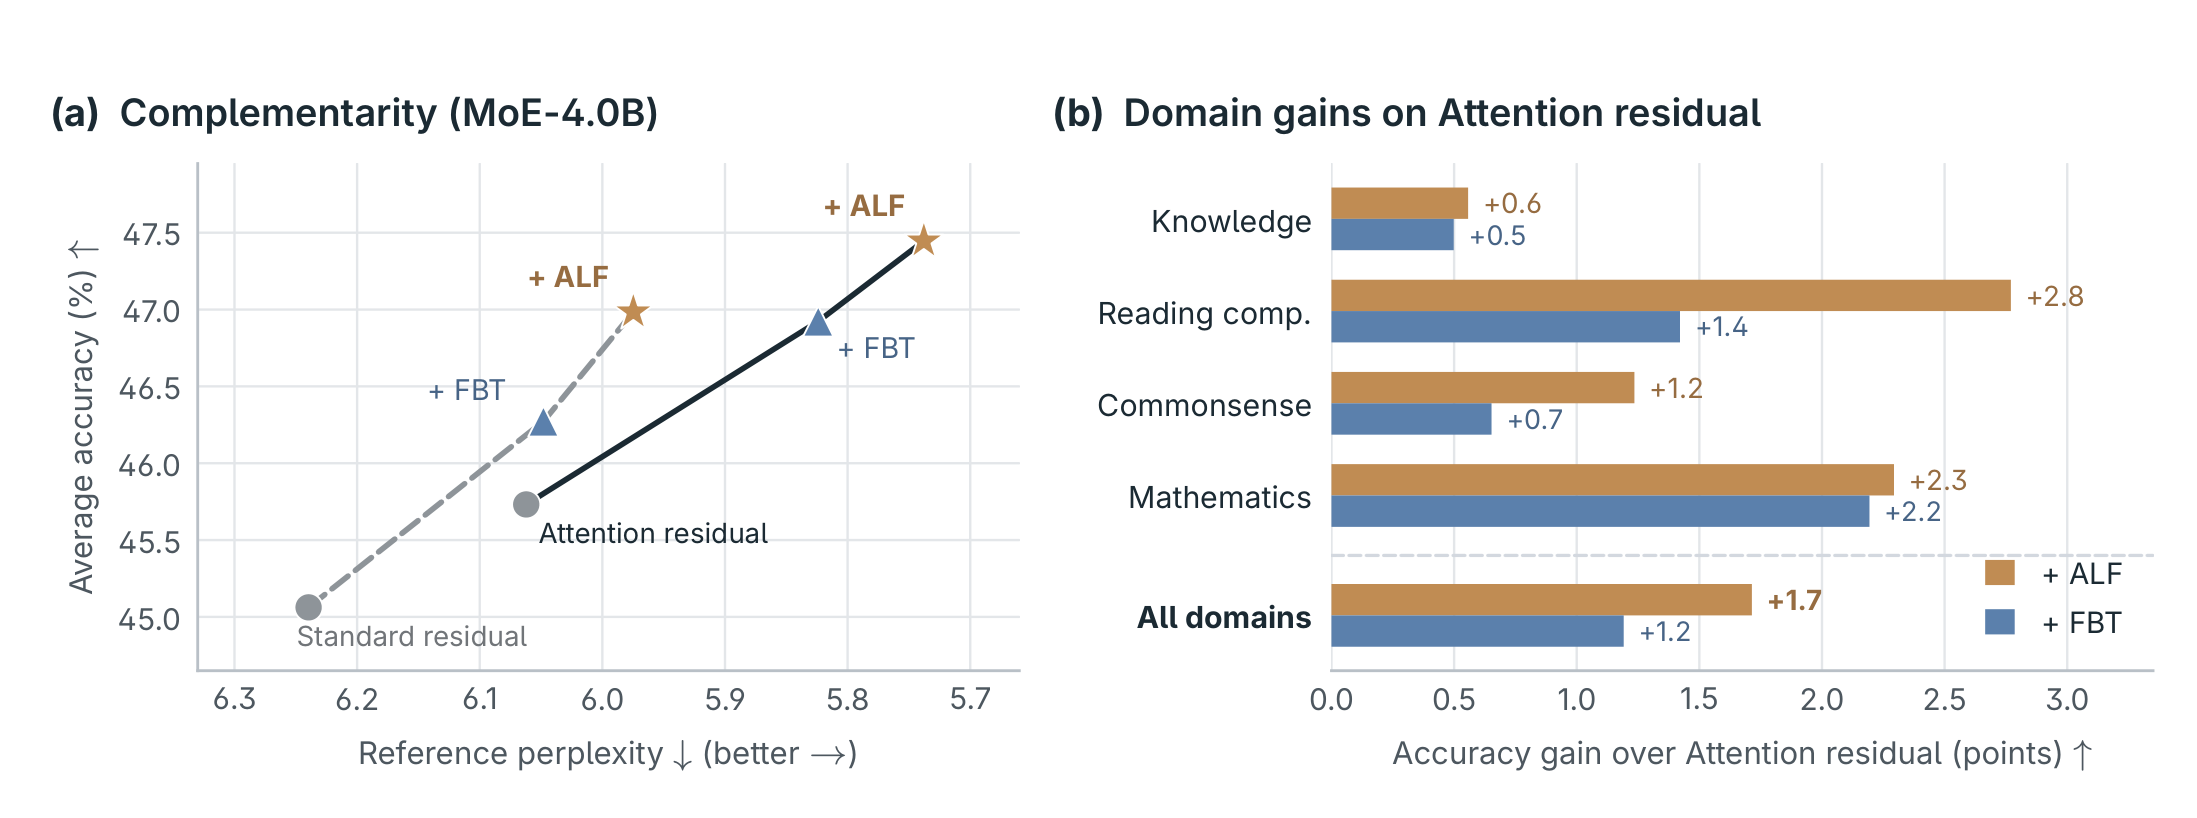 (a) Complementarity (MoE-4.0B)
Average accuracy (%) ↑
47.5
47.0
46.5
46.0
45.5
45.0
+ ALF
+ ALF
+ FBT
+ FBT
Attention residual
Standard residual
6.3 6.2 6.1 6.0 5.9 5.8 5.7
Reference perplexity ↓ (better →)
(b) Domain gains on Attention residual
Knowledge
+0.6
+0.5
Reading comp.
+2.8
+1.4
Commonsense
+1.2
+0.7
Mathematics
+2.3
+2.2
All domains
+1.7
+1.2
+ ALF
+ FBT
0.0 0.5 1.0 1.5 2.0 2.5 3.0
Accuracy gain over Attention residual (points) ↑